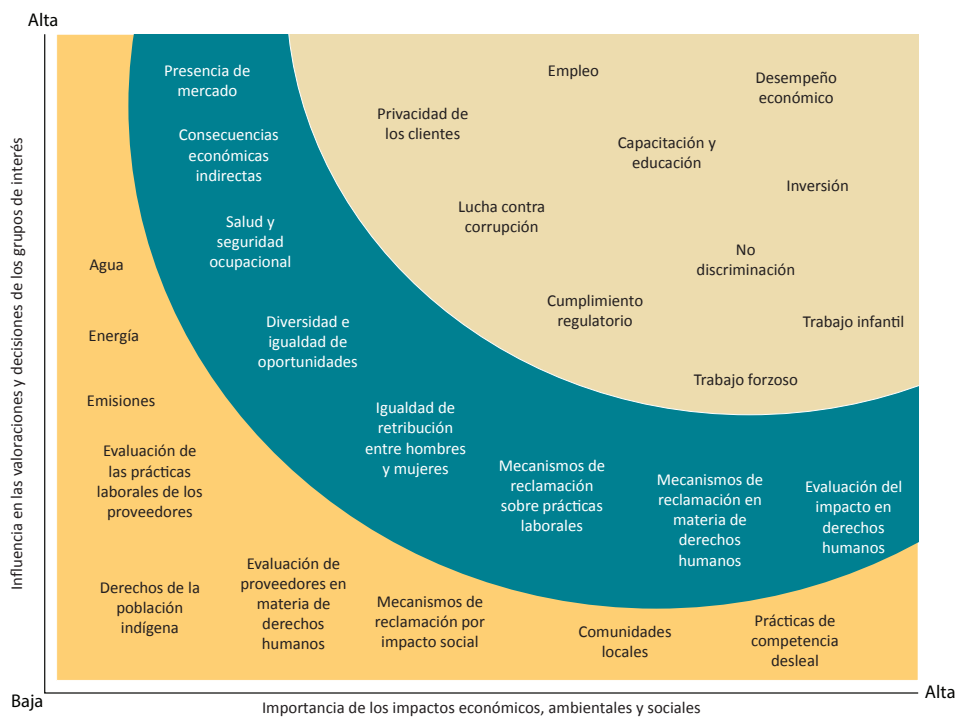 Alta
Influencia en las valoraciones y decisiones de los grupos de interés
Presencia de
mercado
Consecuencias
económicas
indirectas
Salud y
seguridad
ocupacional
Diversidad e
igualdad de
oportunidades
Igualdad de
retribución
entre hombres
y mujeres
Mecanismos de
reclamación
sobre prácticas
laborales
Mecanismos de
reclamación en
materia de
derechos
humanos
Evaluación del
impacto en
derechos
humanos
Empleo
Desempeño
económico
Privacidad de
los clientes
Capacitación y
educación
Inversión
Lucha contra
corrupción
No
discriminación
Cumplimiento
regulatorio
Trabajo infantil
Trabajo forzoso
Agua
Energía
Emisiones
Evaluación de
las prácticas
laborales de los
proveedores
Derechos de la
población
indígena
Evaluación de
proveedores en
materia de
derechos
humanos
Mecanismos de
reclamación por
impacto social
Comunidades
locales
Prácticas de
competencia
desleal
Baja
Alta
Importancia de los impactos económicos, ambientales y sociales